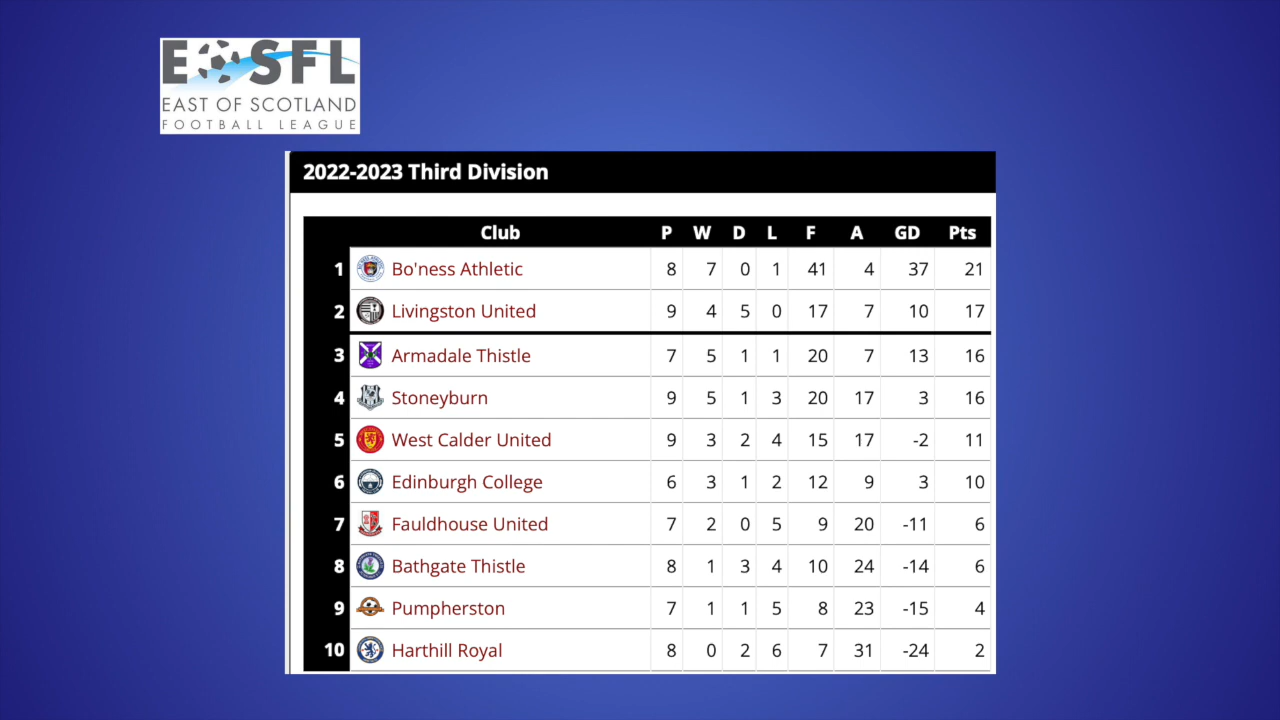 EOSFL
EAST OF SCOTLAND
FOOTBALL LEAGUE
2022-2023 Third Division
Club P W D L F A GD Pts
1 Bo'ness Athletic 8 7 0 1 41 4 37 21
2 Livingston United 9 4 5 0 17 7 10 17
3 Armadale Thistle 7 5 1 1 20 7 13 16
4 Stoneyburn 9 5 1 3 20 17 3 16
5 West Calder United 9 3 2 4 15 17 -2 11
6 Edinburgh College 6 3 1 2 12 9 3 10
7 Fauldhouse United 7 2 0 5 9 20 -11 6
8 Bathgate Thistle 8 1 3 4 10 24 -14 6
9 Pumpherston 7 1 1 5 8 23 -15 4
10 Harthill Royal 8 0 2 6 7 31 -24 2